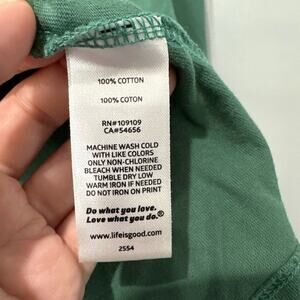 100% COTTON
100% COTON
RN#109109
CA#54656
MACHINE WASH COLD
WITH LIKE COLORS
ONLY NON-CHLORINE
BLEACH WHEN NEEDED
TUMBLE DRY LOW
WARM IRON IF NEEDED
DO NOT IRON ON PRINT
Do what you love.
Love what you do.®
www.lifeisgood.com
2554